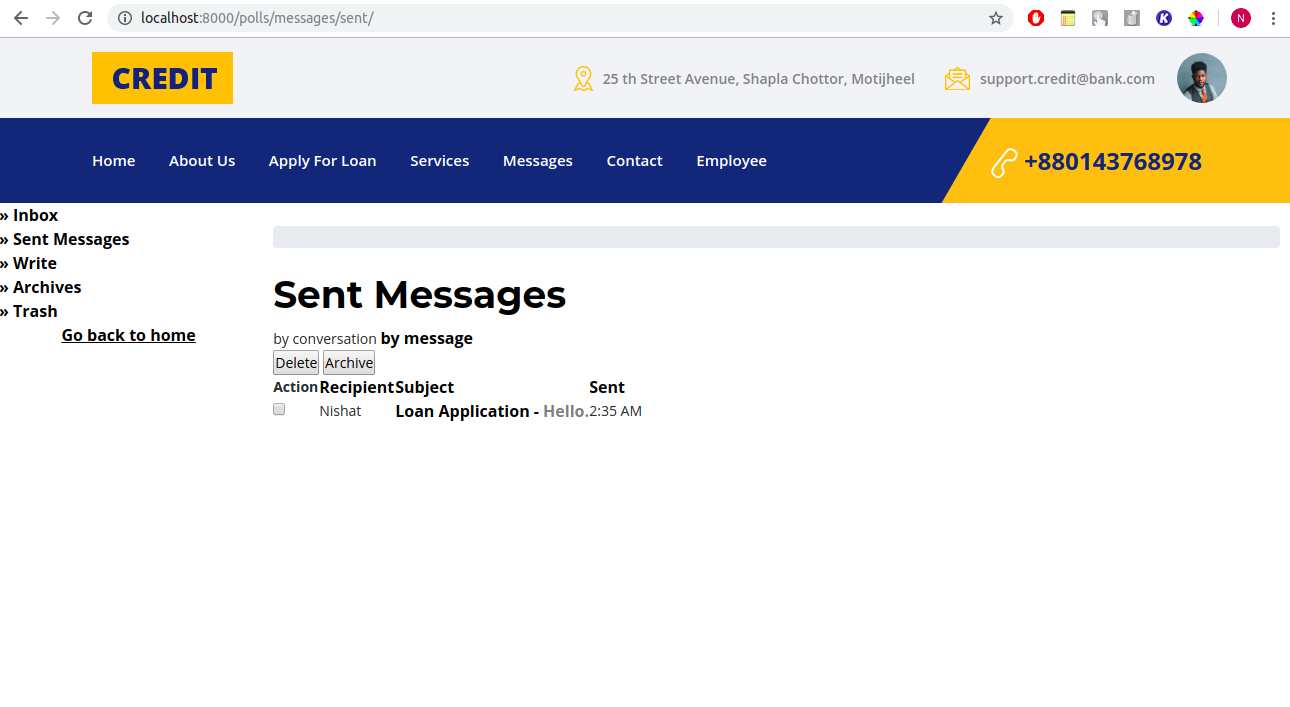 localhost:8000/polls/messages/sent/
N
CREDIT
25 th Street Avenue, Shapla Chottor, Motijheel
support.credit@bank.com
Home About Us Apply For Loan Services Messages Contact Employee
+880143768978
» Inbox
» Sent Messages
» Write
» Archives
» Trash
Go back to home
Sent Messages
by conversation by message
Delete Archive
Action Recipient Subject Sent
Nishat Loan Application - Hello. 2:35 AM